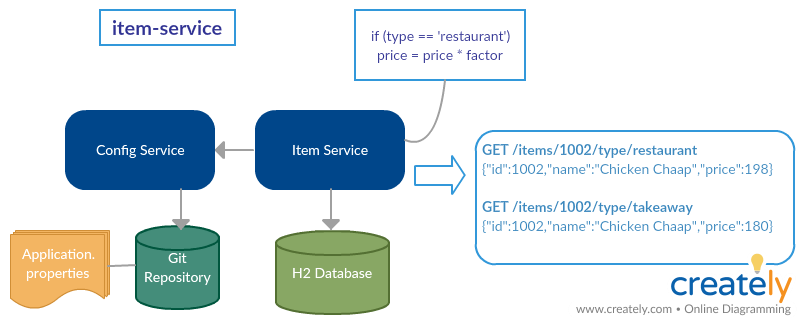 item-service
if (type == 'restaurant')
price = price * factor
Config Service
Item Service
GET /items/1002/type/restaurant
{"id":1002,"name":"Chicken Chaap","price":198}
GET /items/1002/type/takeaway
{"id":1002,"name":"Chicken Chaap","price":180}
Application.
properties
Git
Repository
H2 Database
creately
www.creately.com • Online Diagramming